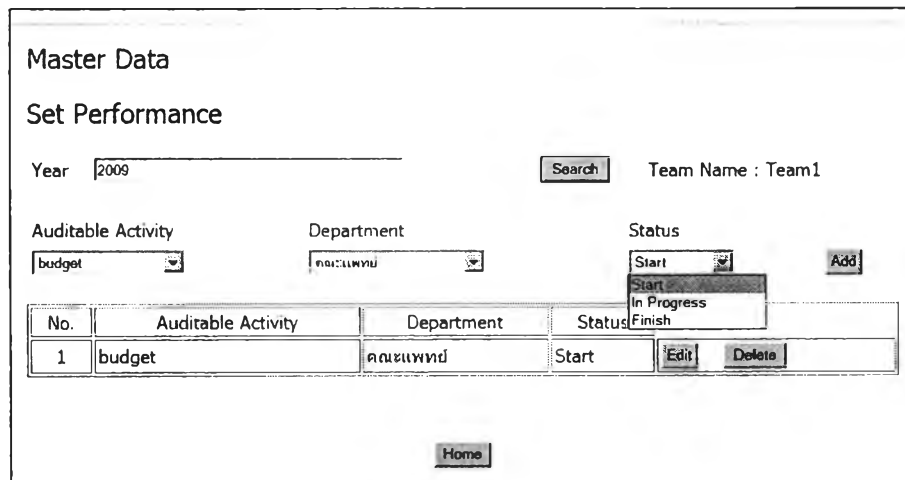 Master Data
Set Performance
Year 2009 Search Team Name : Team1
Auditable Activity Department Status
budget คณะแพทย์ Start Add
Start
In Progress
Finish
No. Auditable Activity Department Status
1 budget คณะแพทย์ Start Edit Delete
Home